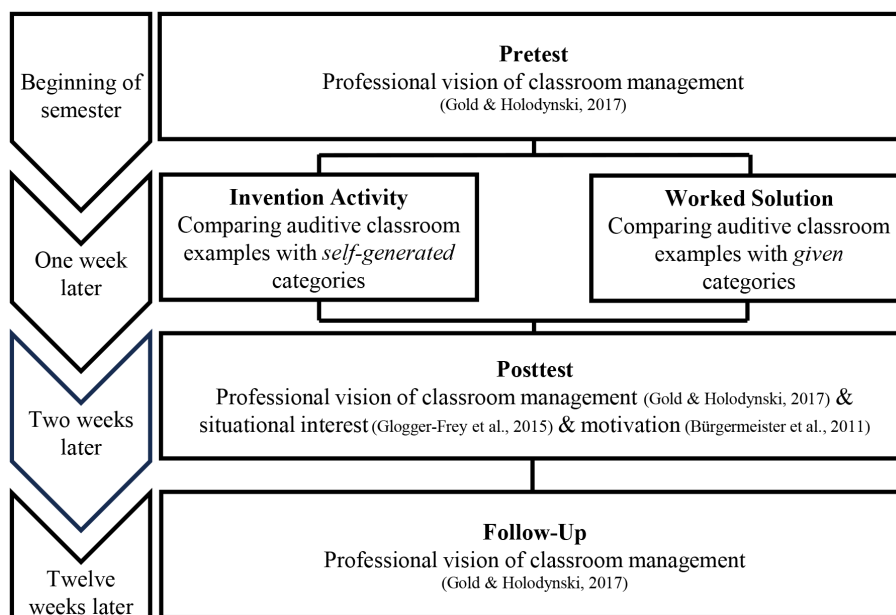 Beginning of
semester
Pretest
Professional vision of classroom management
(Gold & Holodynski, 2017)
One week
later
Invention Activity
Comparing auditive classroom
examples with self-generated
categories
Worked Solution
Comparing auditive classroom
examples with given
categories
Two weeks
later
Posttest
Professional vision of classroom management (Gold & Holodynski, 2017) &
situational interest (Glogger-Frey et al., 2015) & motivation (Bürgermeister et al., 2011)
Twelve
weeks later
Follow-Up
Professional vision of classroom management
(Gold & Holodynski, 2017)